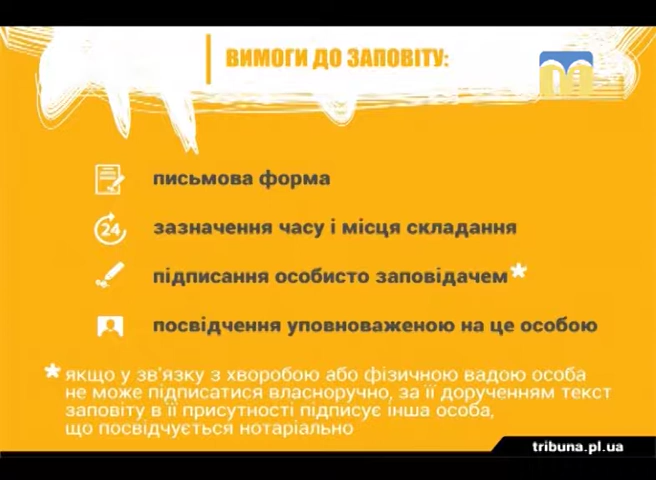 ВИМОГИ ДО ЗАПОВІТУ:
письмова форма
24
зазначення часу і місця складання
підписання особисто заповідачем*
посвідчення уповноваженою на це особою
* якщо у зв'язку з хворобою або фізичною вадою особа
не може підписатися власноручно, за її дорученням текст
заповіту в її присутності підписує інша особа,
що посвідчується нотаріально
tribuna.pl.ua